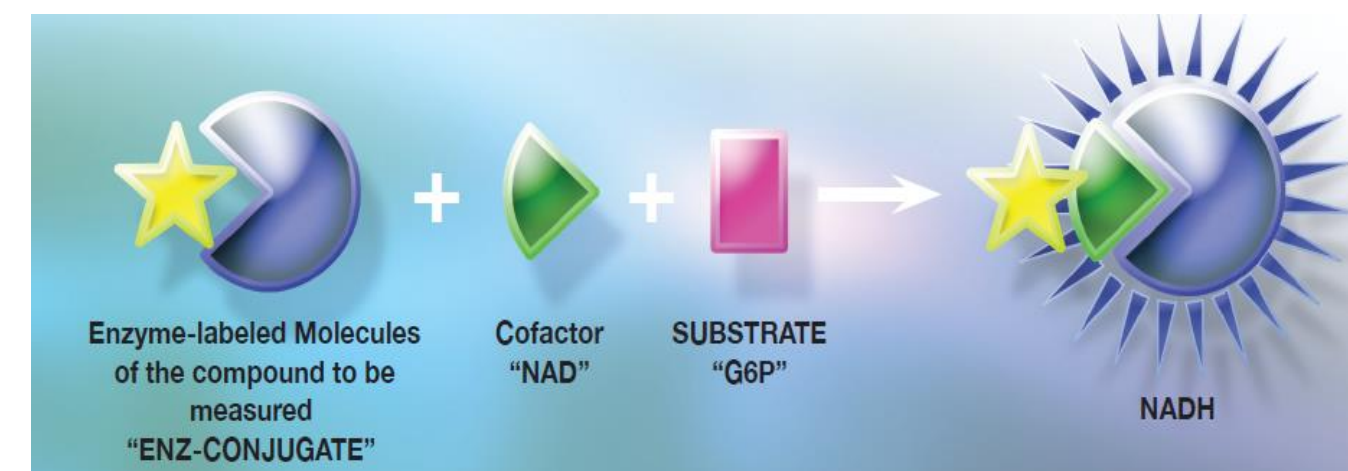 Enzyme-labeled Molecules
of the compound to be
measured
“ENZ-CONJUGATE”
Cofactor
“NAD”
SUBSTRATE
“G6P”
NADH